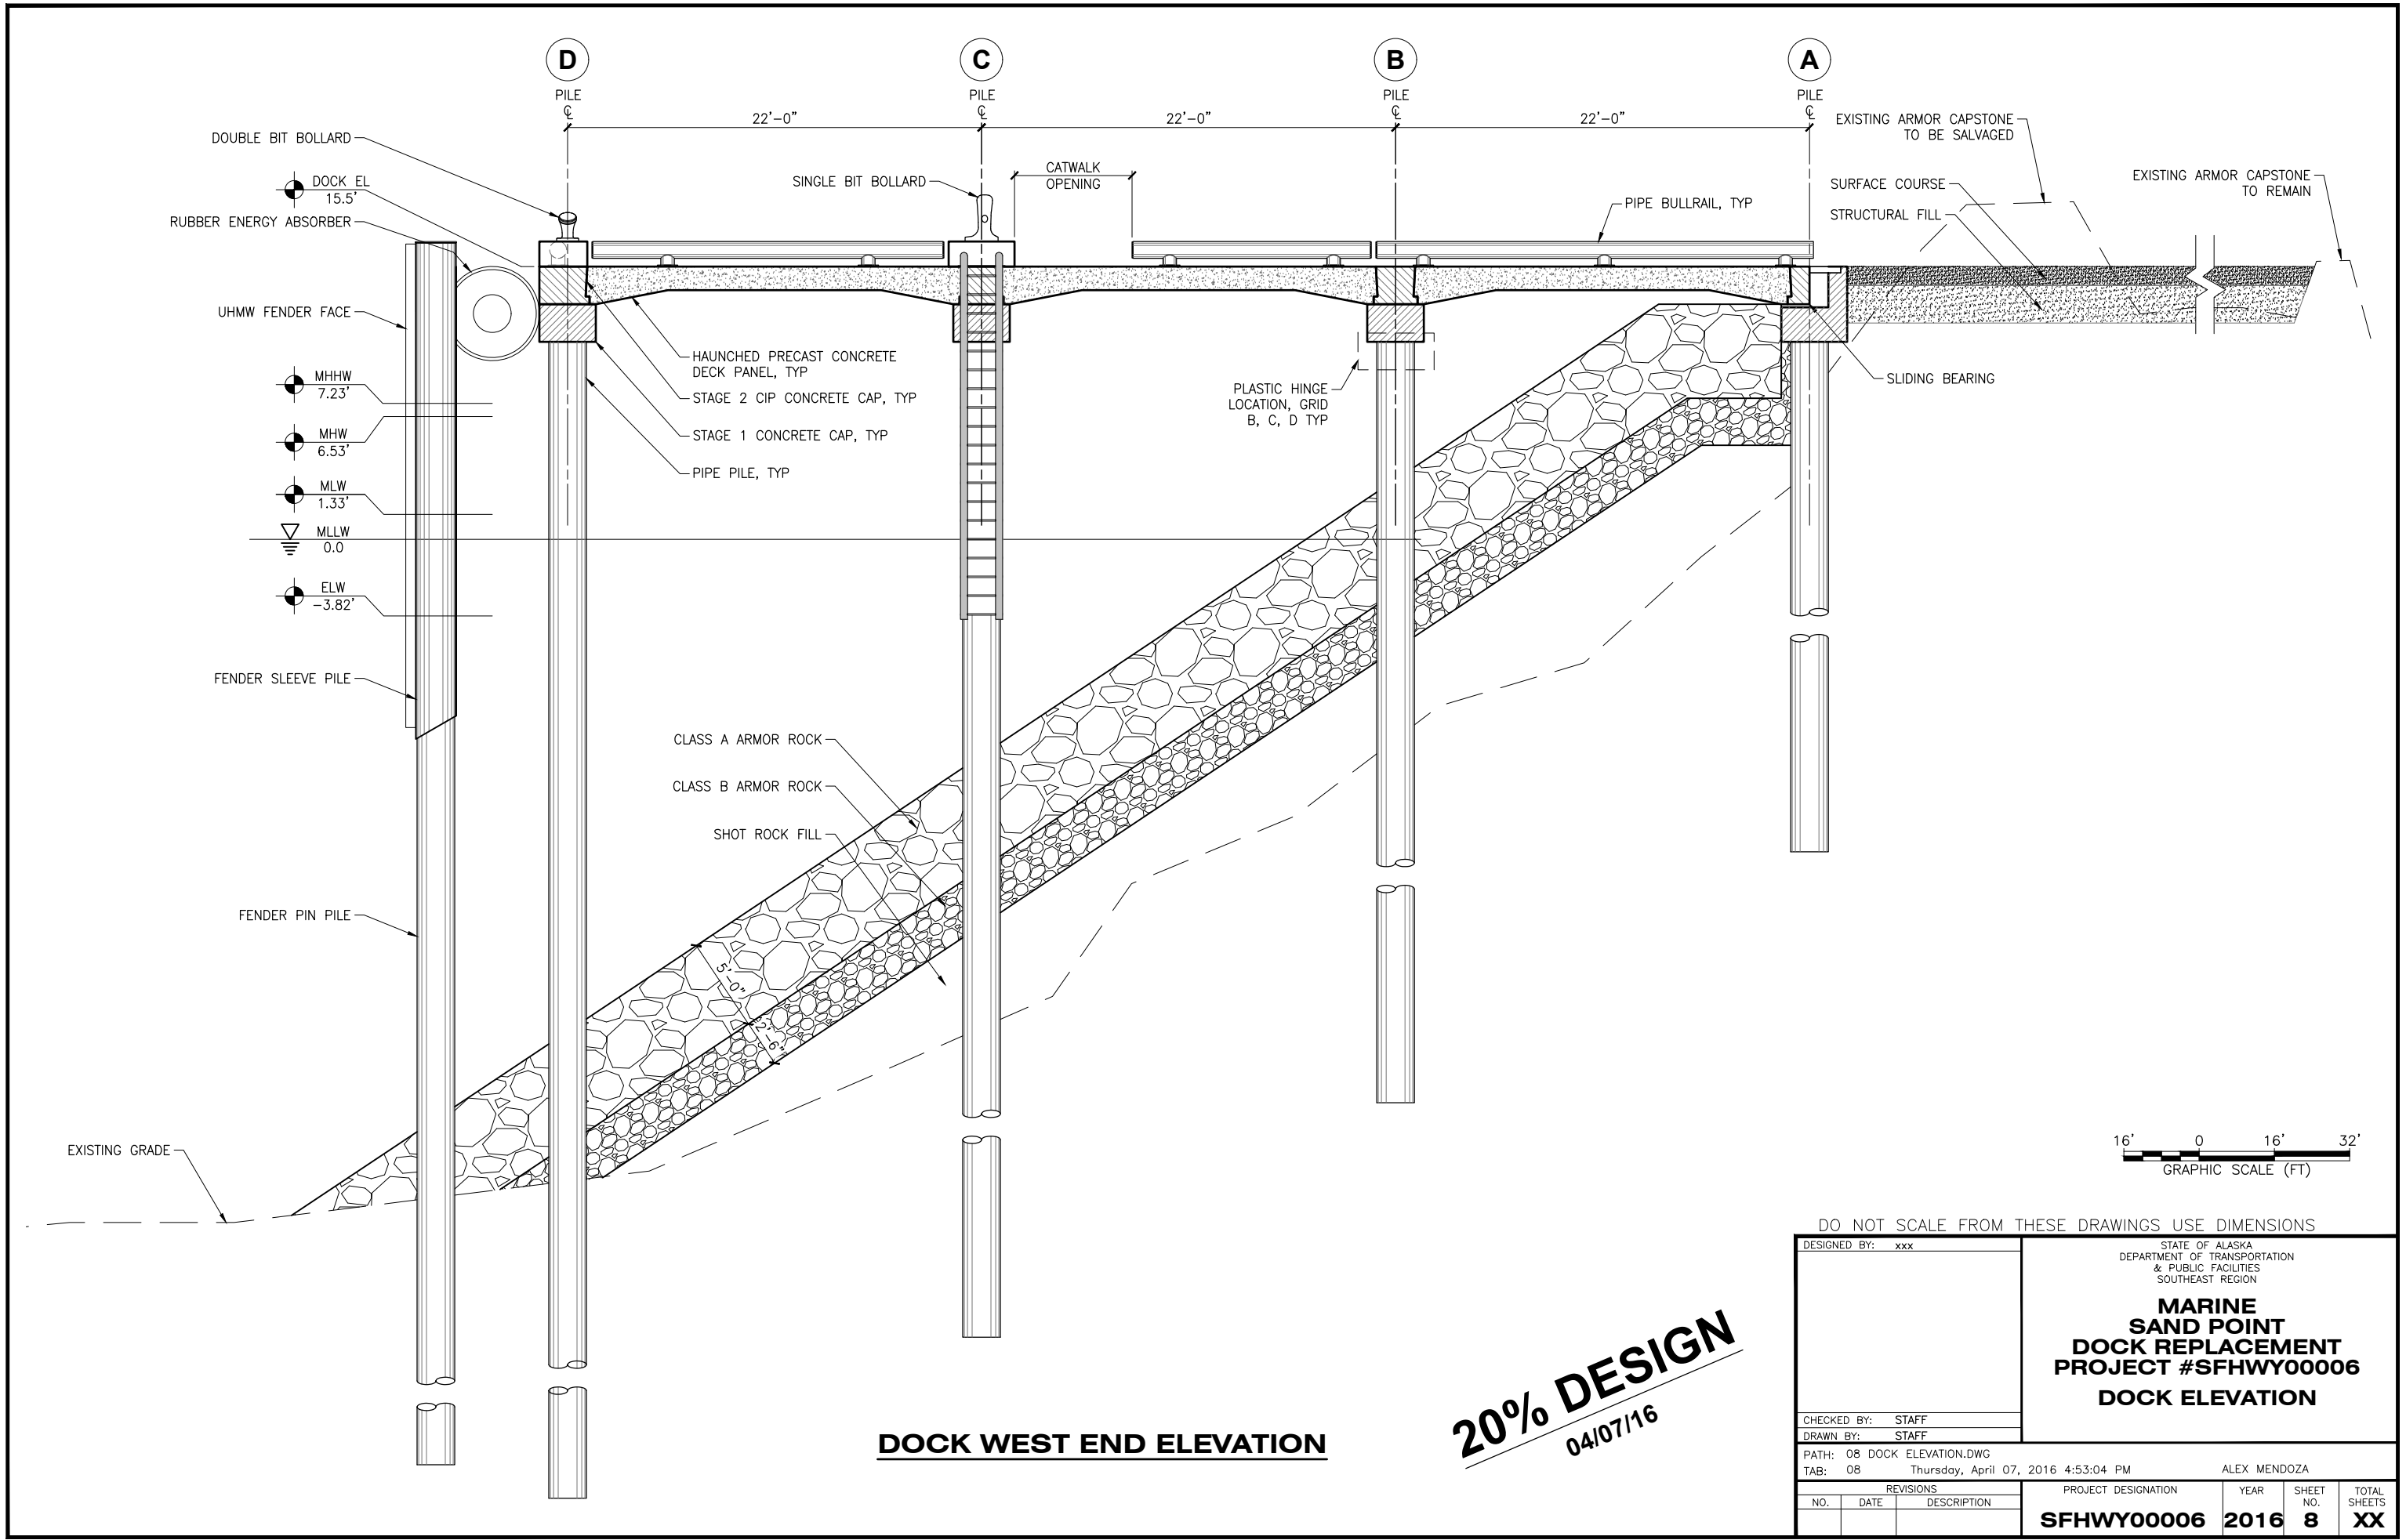 D
C
B
A
PILE
℄
PILE
℄
PILE
℄
PILE
℄
22'-0"
22'-0"
22'-0"
DOUBLE BIT BOLLARD
DOCK EL
15.5'
RUBBER ENERGY ABSORBER
UHMW FENDER FACE
MHHW
7.23'
MHW
6.53'
MLW
1.33'
MLLW
0.0
ELW
-3.82'
FENDER SLEEVE PILE
FENDER PIN PILE
EXISTING GRADE
SINGLE BIT BOLLARD
CATWALK
OPENING
PIPE BULLRAIL, TYP
EXISTING ARMOR CAPSTONE
TO BE SALVAGED
SURFACE COURSE
STRUCTURAL FILL
EXISTING ARMOR CAPSTONE
TO REMAIN
HAUNCHED PRECAST CONCRETE
DECK PANEL, TYP
STAGE 2 CIP CONCRETE CAP, TYP
STAGE 1 CONCRETE CAP, TYP
PIPE PILE, TYP
PLASTIC HINGE
LOCATION, GRID
B, C, D TYP
SLIDING BEARING
CLASS A ARMOR ROCK
CLASS B ARMOR ROCK
SHOT ROCK FILL
5'-0"
2'-6"
16' 0 16' 32'
GRAPHIC SCALE (FT)
DOCK WEST END ELEVATION
20% DESIGN
04/07/16
DO NOT SCALE FROM THESE DRAWINGS USE DIMENSIONS
DESIGNED BY: xxx
CHECKED BY: STAFF
DRAWN BY: STAFF
STATE OF ALASKA
DEPARTMENT OF TRANSPORTATION
& PUBLIC FACILITIES
SOUTHEAST REGION
MARINE
SAND POINT
DOCK REPLACEMENT
PROJECT #SFHWY00006
DOCK ELEVATION
PATH: 08 DOCK ELEVATION.DWG
TAB: 08 Thursday, April 07, 2016 4:53:04 PM ALEX MENDOZA
REVISIONS
NO. DATE DESCRIPTION
PROJECT DESIGNATION
SFHWY00006
YEAR
2016
SHEET
NO.
8
TOTAL
SHEETS
XX